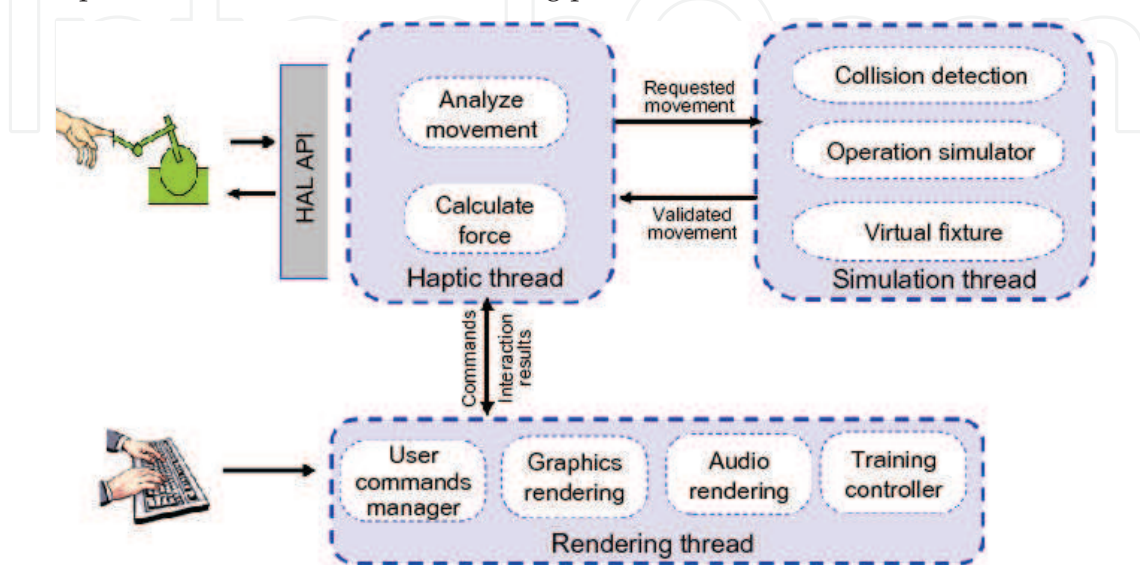 HAL API
Analyze
movement
Calculate
force
Haptic thread
Requested
movement
Validated
movement
Collision detection
Operation simulator
Virtual fixture
Simulation thread
Commands
Interaction
results
User
commands
manager
Graphics
rendering
Audio
rendering
Training
controller
Rendering thread